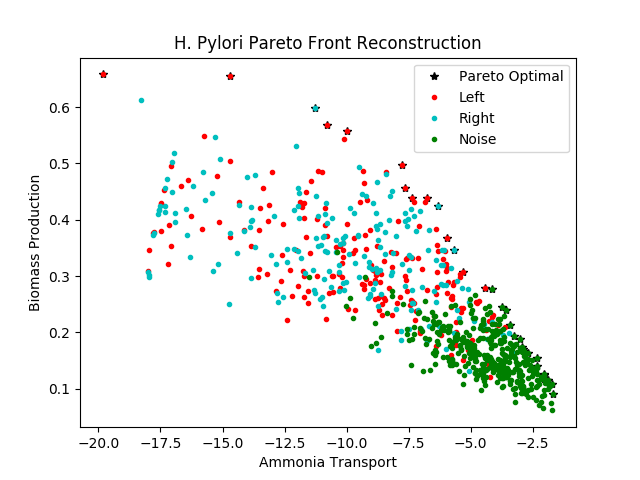 H. Pylori Pareto Front Reconstruction
Pareto Optimal
Left
Right
Noise
0.6
0.5
0.4
0.3
0.2
0.1
Biomass Production
−20.0 −17.5 −15.0 −12.5 −10.0 −7.5 −5.0 −2.5
Ammonia Transport